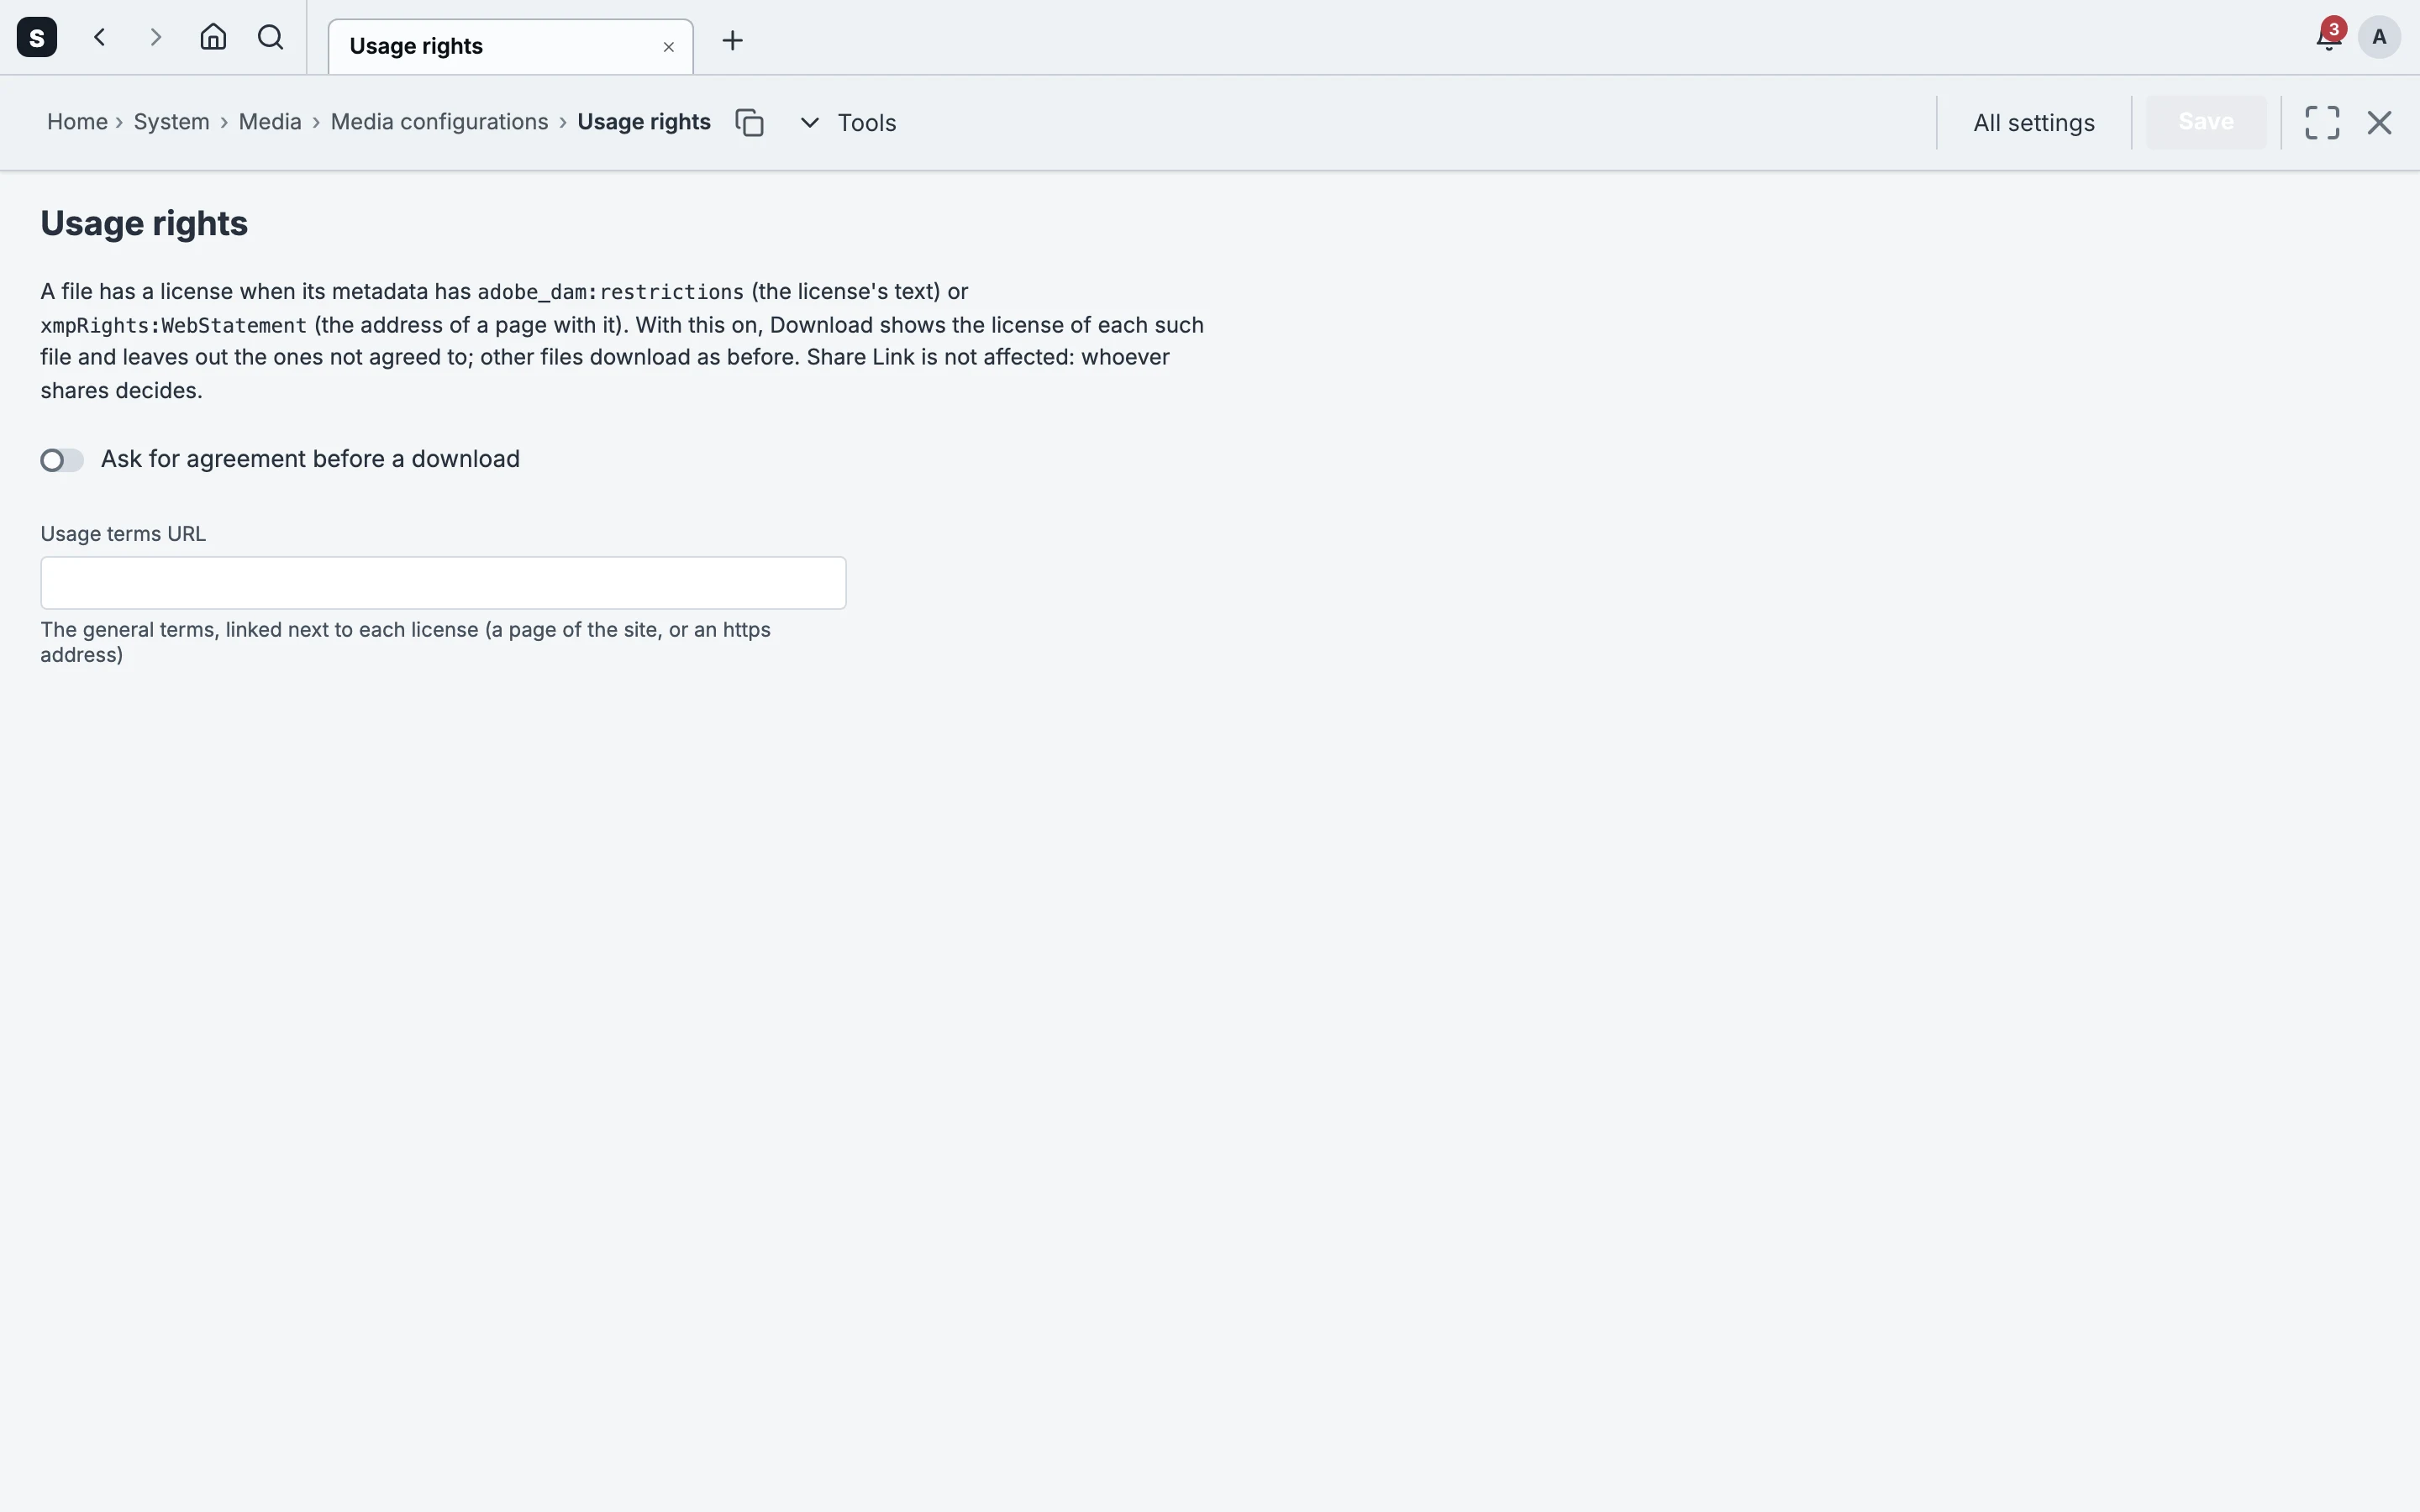 S
Usage rights
3
A
Home › System › Media › Media configurations › Usage rights
Tools
All settings
Save
Usage rights
A file has a license when its metadata has adobe_dam:restrictions (the license's text) or
xmpRights:WebStatement (the address of a page with it). With this on, Download shows the license of each such
file and leaves out the ones not agreed to; other files download as before. Share Link is not affected: whoever
shares decides.
Ask for agreement before a download
Usage terms URL
The general terms, linked next to each license (a page of the site, or an https
address)